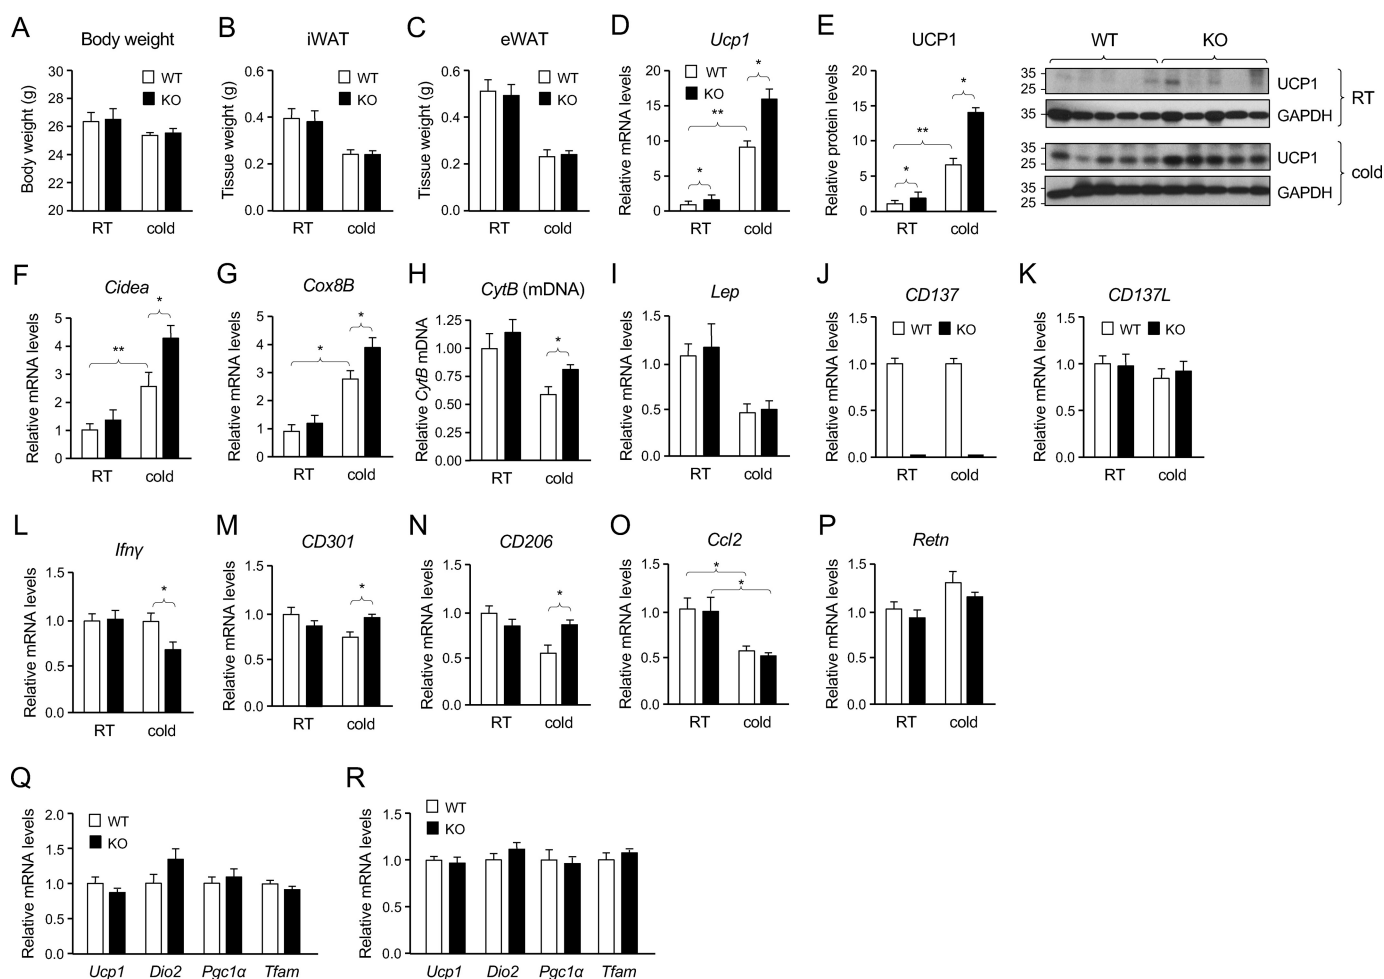 A Body weight
Body weight (g)
30
28
26
24
22
20
WT
KO
RT cold
B iWAT
Tissue weight (g)
0.6
0.4
0.2
0.0
WT
KO
RT cold
C eWAT
Tissue weight (g)
0.6
0.4
0.2
0.0
WT
KO
RT cold
D Ucp1
Relative mRNA levels
20
15
10
5
0
WT
KO
*
**
*
RT cold
E UCP1
Relative protein levels
20
15
10
5
0
*
**
*
RT cold
WT KO
35
25
UCP1
35
GAPDH
RT
35
25
UCP1
35
25
GAPDH
cold
F Cidea
Relative mRNA levels
5
4
3
2
1
0
**
*
RT cold
G Cox8B
Relative mRNA levels
5
4
3
2
1
0
*
*
RT cold
H CytB (mDNA)
Relative CytB mDNA
1.25
1.00
0.75
0.50
0.25
0.00
*
RT cold
I Lep
Relative mRNA levels
1.5
1.0
0.5
0.0
RT cold
J CD137
Relative mRNA levels
1.5
1.0
0.5
0.0
WT KO
RT cold
K CD137L
Relative mRNA levels
1.5
1.0
0.5
0.0
WT KO
RT cold
L Ifnγ
Relative mRNA levels
1.5
1.0
0.5
0.0
*
RT cold
M CD301
Relative mRNA levels
1.5
1.0
0.5
0.0
*
RT cold
N CD206
Relative mRNA levels
1.5
1.0
0.5
0.0
*
RT cold
O Ccl2
Relative mRNA levels
1.5
1.0
0.5
0.0
*
*
RT cold
P Retn
Relative mRNA levels
1.5
1.0
0.5
0.0
RT cold
Q
Relative mRNA levels
2.0
1.5
1.0
0.5
0.0
WT
KO
Ucp1 Dio2 Pgc1α Tfam
R
Relative mRNA levels
1.5
1.0
0.5
0.0
WT
KO
Ucp1 Dio2 Pgc1α Tfam